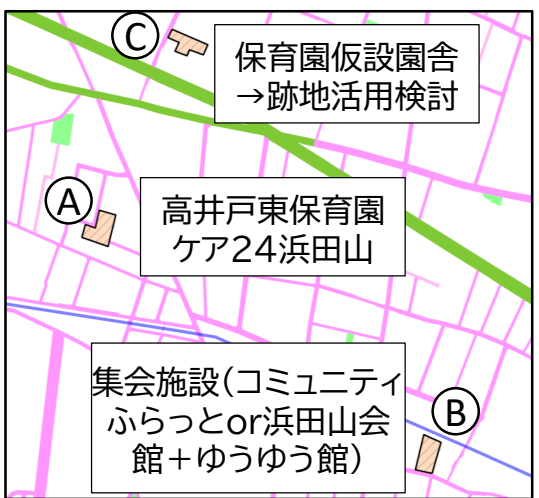 Ⓒ
保育園仮設園舎
→跡地活用検討
Ⓐ
高井戸東保育園
ケア24浜田山
集会施設(コミュニティ
ふらっとor浜田山会
館+ゆうゆう館)
Ⓑ